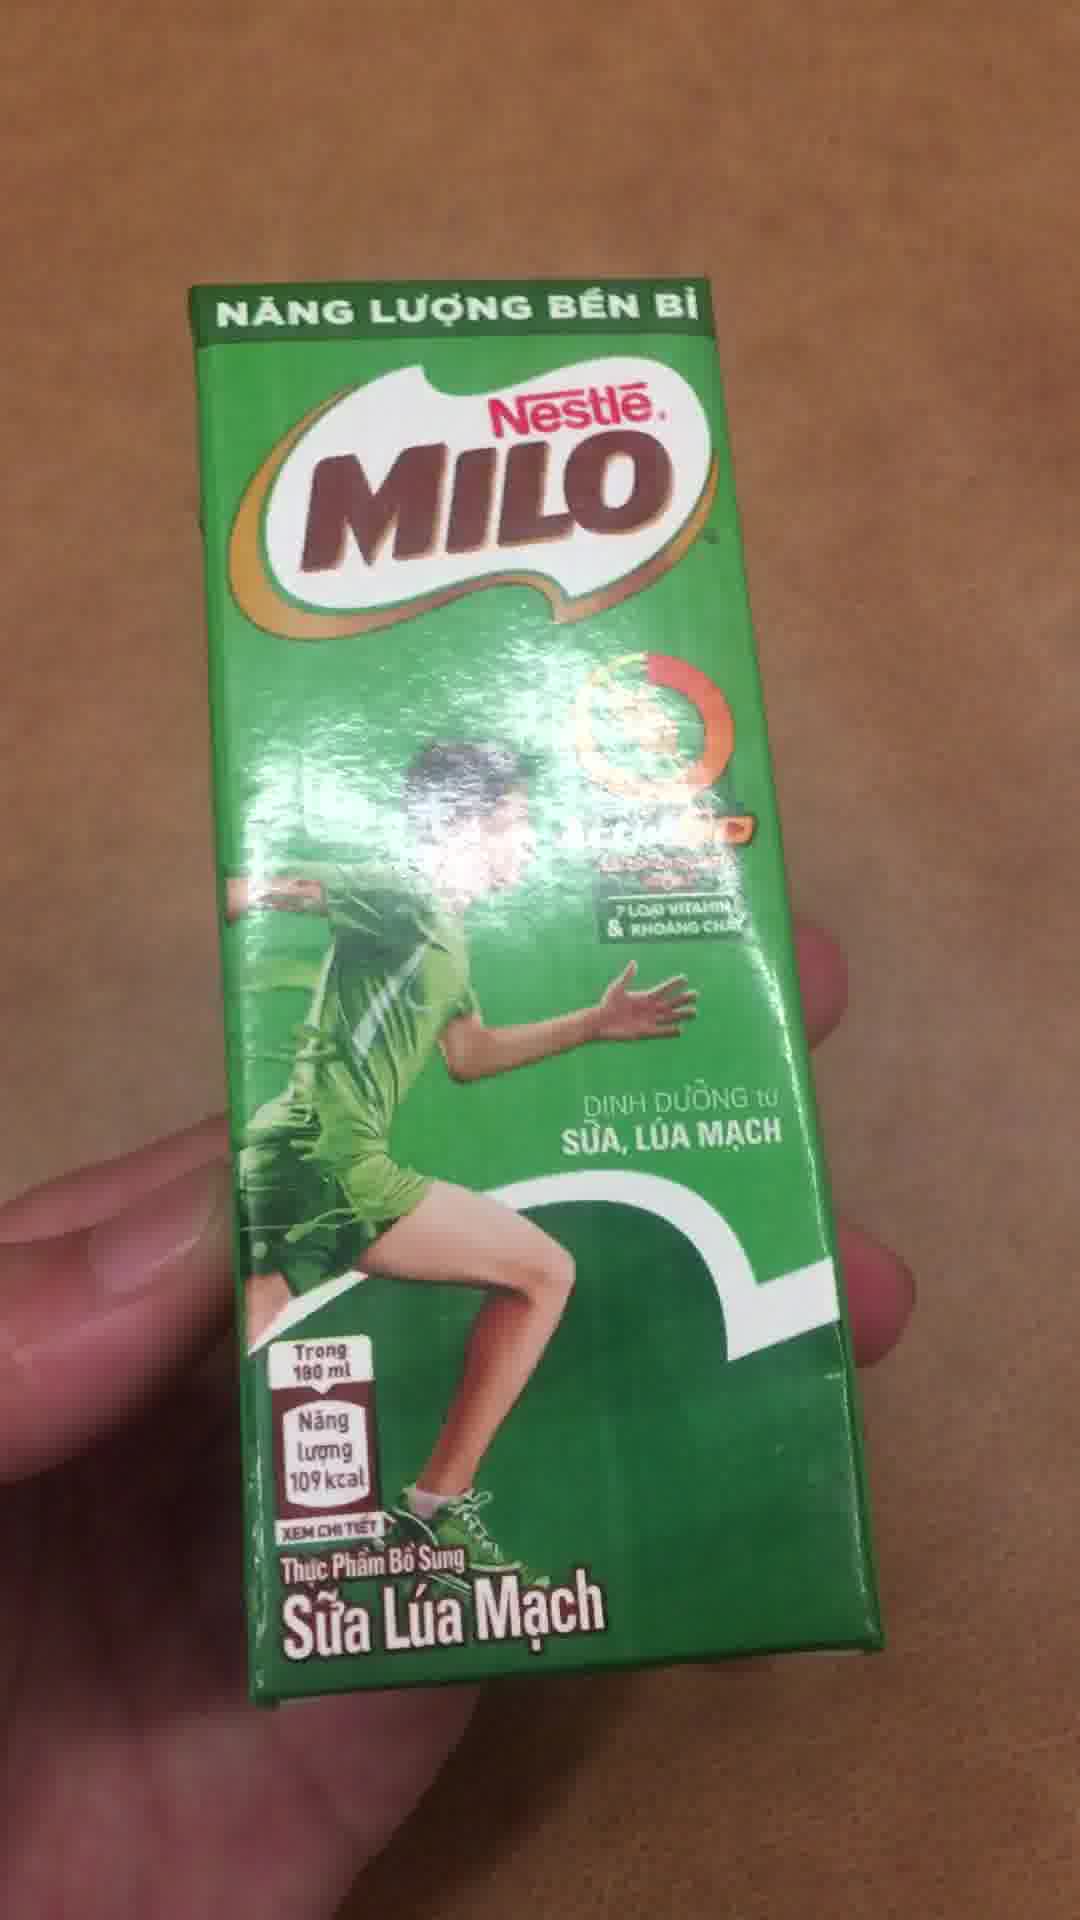 NĂNG LƯỢNG BỀN BỈ
Nestlé.
MILO
7 LOẠI VITAMIN
& KHOÁNG CHẤT
DINH DƯỠNG từ
SỮA, LÚA MẠCH
Trong
180 ml
Năng
lượng
109 kcal
XEM CHI TIẾT
Thực Phẩm Bổ Sung
Sữa Lúa Mạch